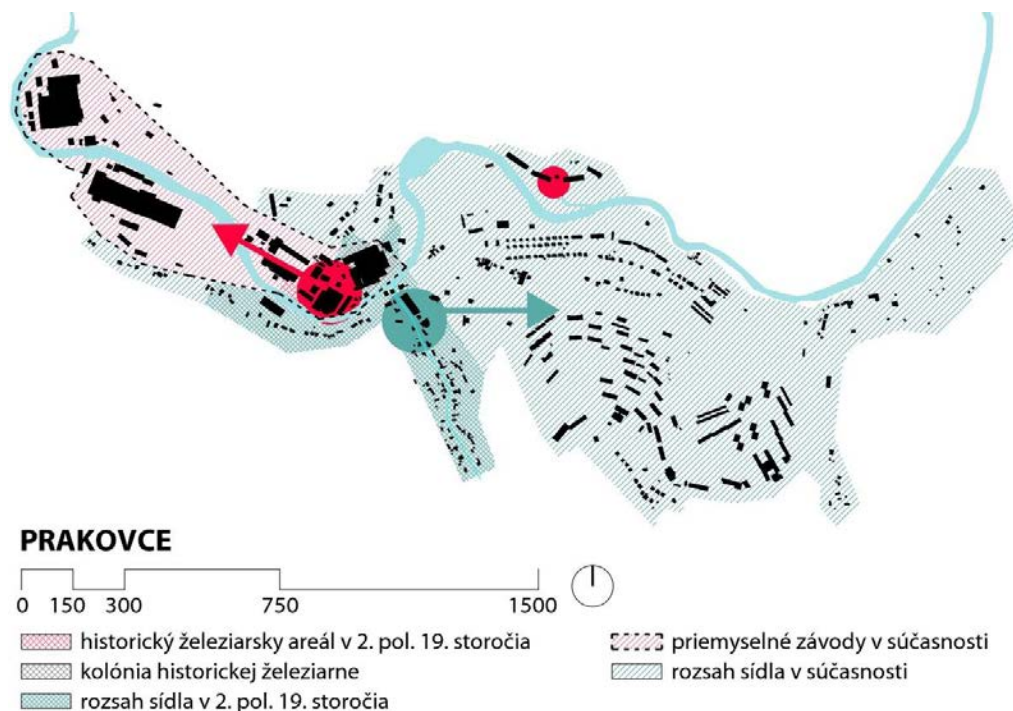 PRAKOVCE
0 150 300 750 1500
historický železiarsky areál v 2. pol. 19. storočia
kolónia historickej železiarne
rozsah sídla v 2. pol. 19. storočia
priemyselné závody v súčasnosti
rozsah sídla v súčasnosti